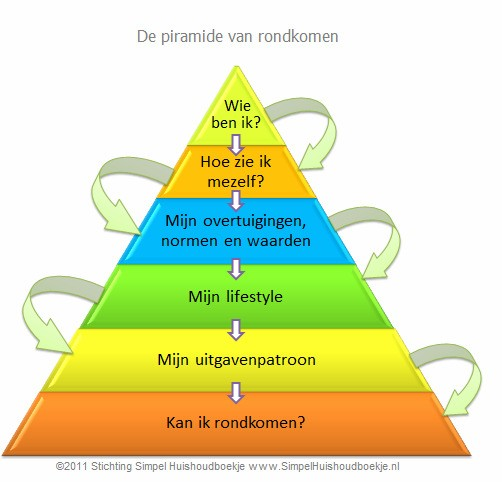 De piramide van rondkomen
Wie
ben ik?
Hoe zie ik
mezelf?
Mijn overtuigingen,
normen en waarden
Mijn lifestyle
Mijn uitgavenpatroon
Kan ik rondkomen?
©2011 Stichting Simpel Huishoudboekje www.SimpelHuishoudboekje.nl